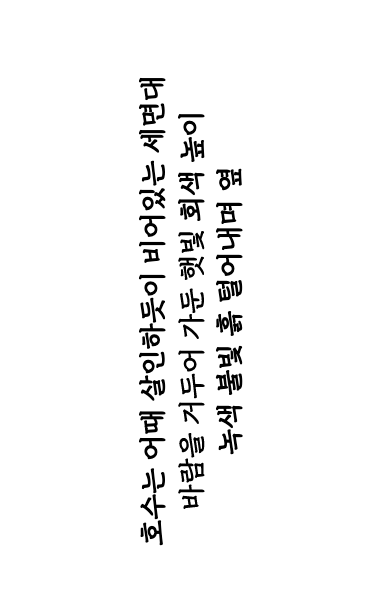 호수는 어때 살인하듯이 비어있는 세면대
바람을 거두어 가둔 햇빛 회색 높이
녹색 불빛 흙 털어내며 옆